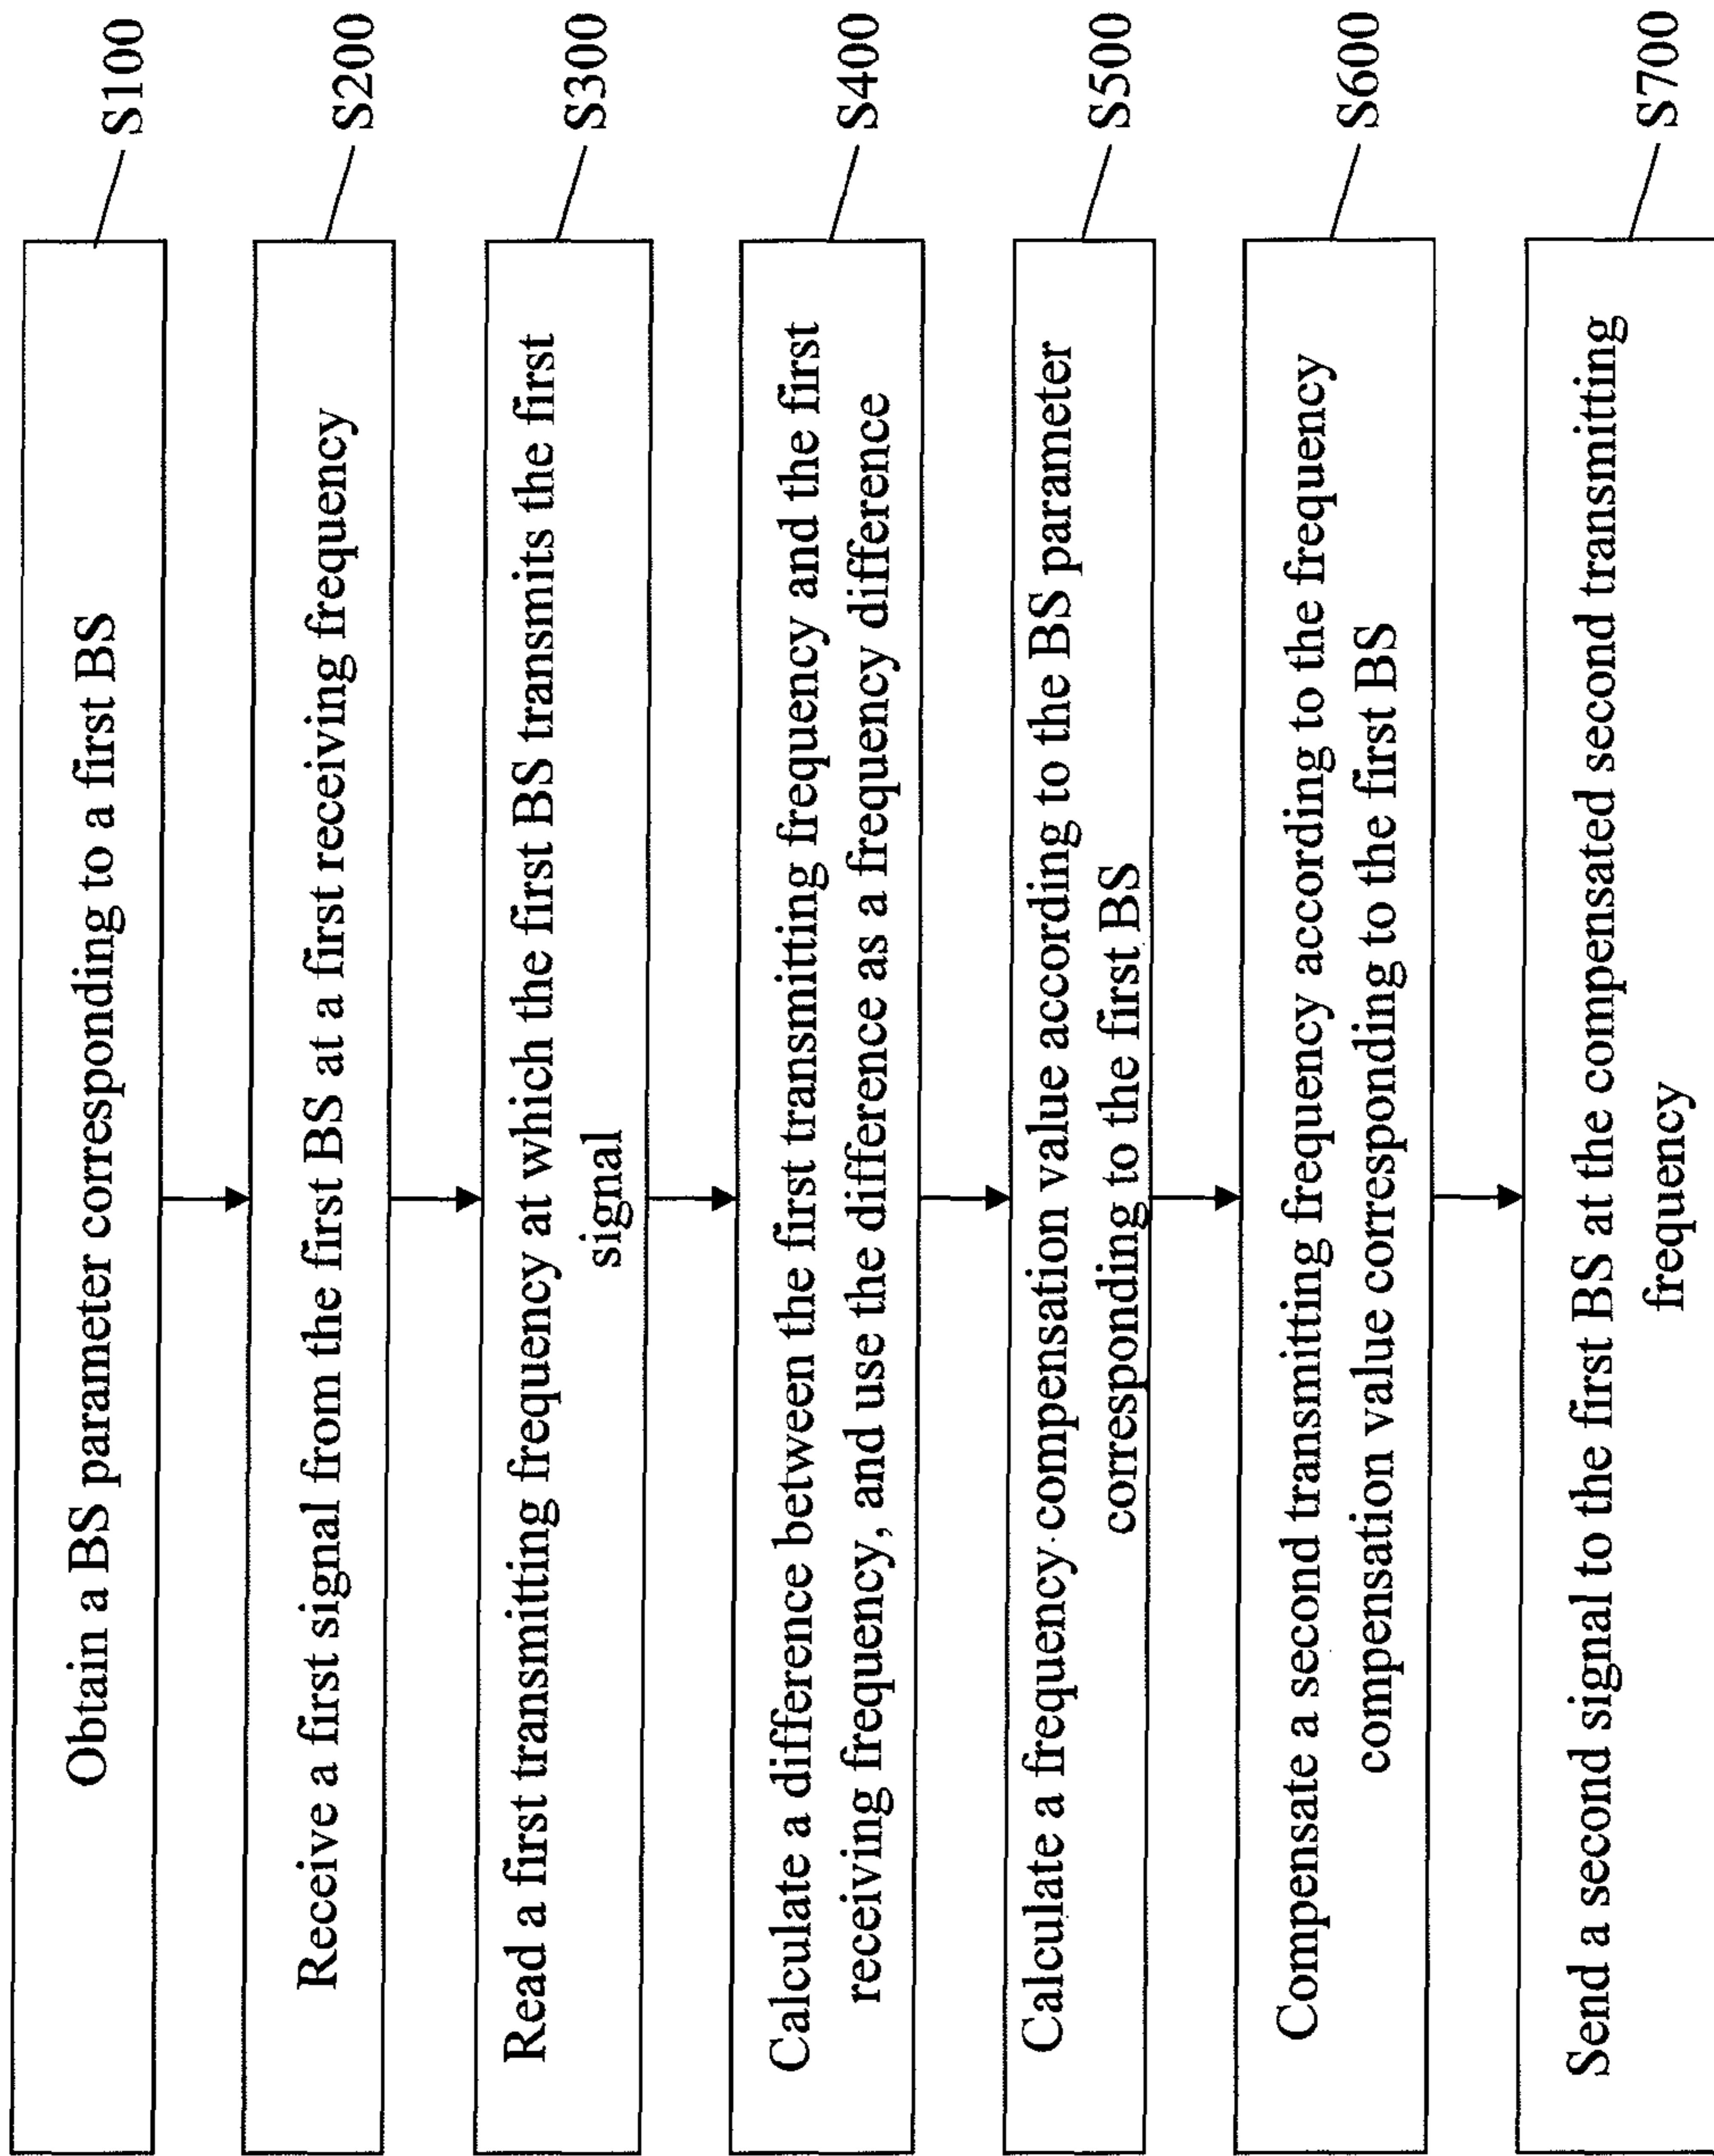 Obtain a BS parameter corresponding to a first BS
S100
Receive a first signal from the first BS at a first receiving frequency
S200
Read a first transmitting frequency at which the first BS transmits the first
signal
S300
Calculate a difference between the first transmitting frequency and the first
receiving frequency, and use the difference as a frequency difference
S400
Calculate a frequency compensation value according to the BS parameter
corresponding to the first BS
S500
Compensate a second transmitting frequency according to the frequency
compensation value corresponding to the first BS
S600
Send a second signal to the first BS at the compensated second transmitting
frequency
S700